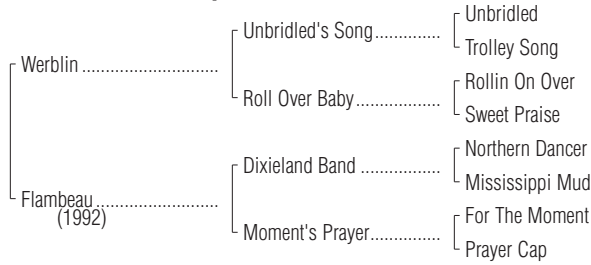 Unbridled
Unbridled's Song..............
Trolley Song
Werblin ............................
Rollin On Over
Roll Over Baby.................
Sweet Praise
Northern Dancer
Dixieland Band ................
Mississippi Mud
Flambeau .........................
(1992)
For The Moment
Moment's Prayer..............
Prayer Cap